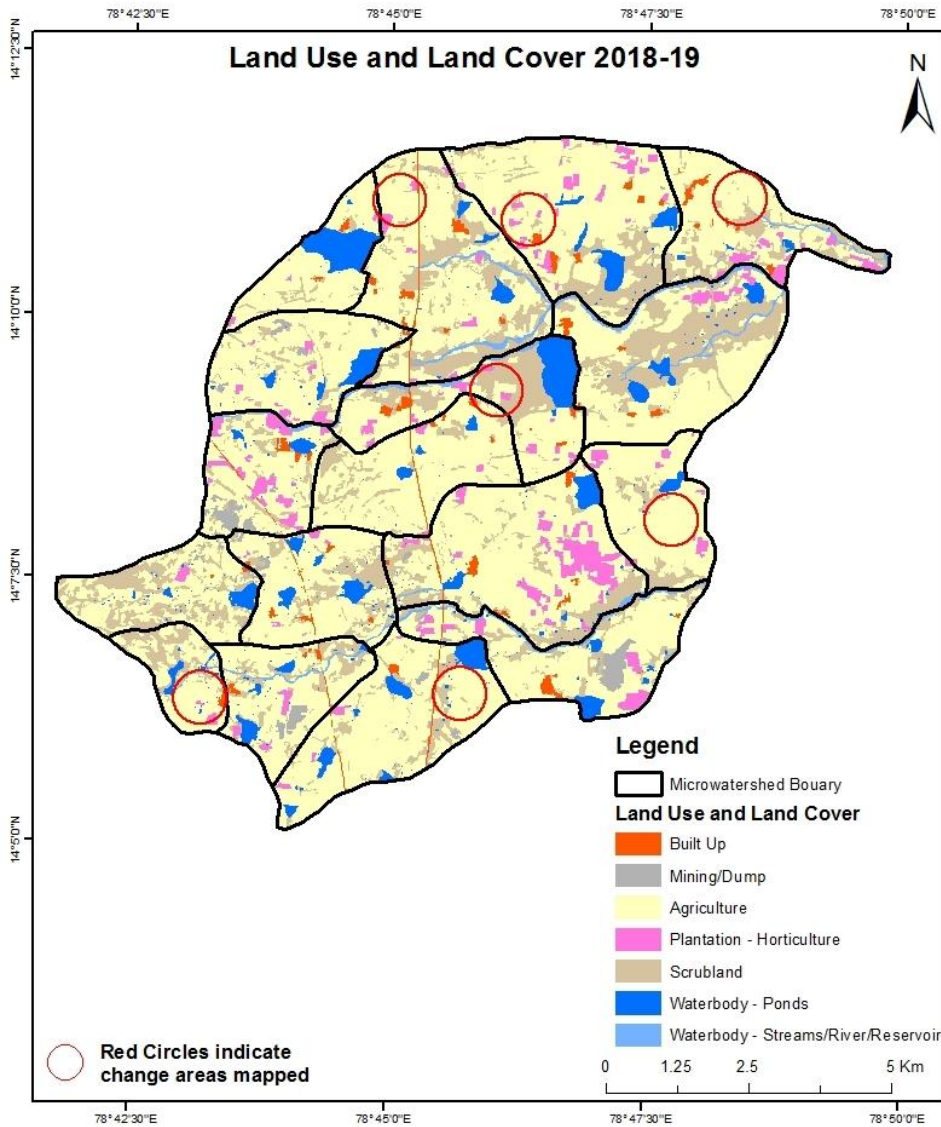 78°42'30"E
78°45'0"E
78°47'30"E
78°50'0"E
14°12'30"N
Land Use and Land Cover 2018-19
N
14°10'0"N
14°7'30"N
14°5'0"N
Legend
Microwatershed Bouary
Land Use and Land Cover
Built Up
Mining/Dump
Agriculture
Plantation - Horticulture
Scrubland
Waterbody - Ponds
Waterbody - Streams/River/Reservoir
Red Circles indicate
change areas mapped
0 1.25 2.5 5 Km
78°42'30"E
78°45'0"E
78°47'30"E
78°50'0"E